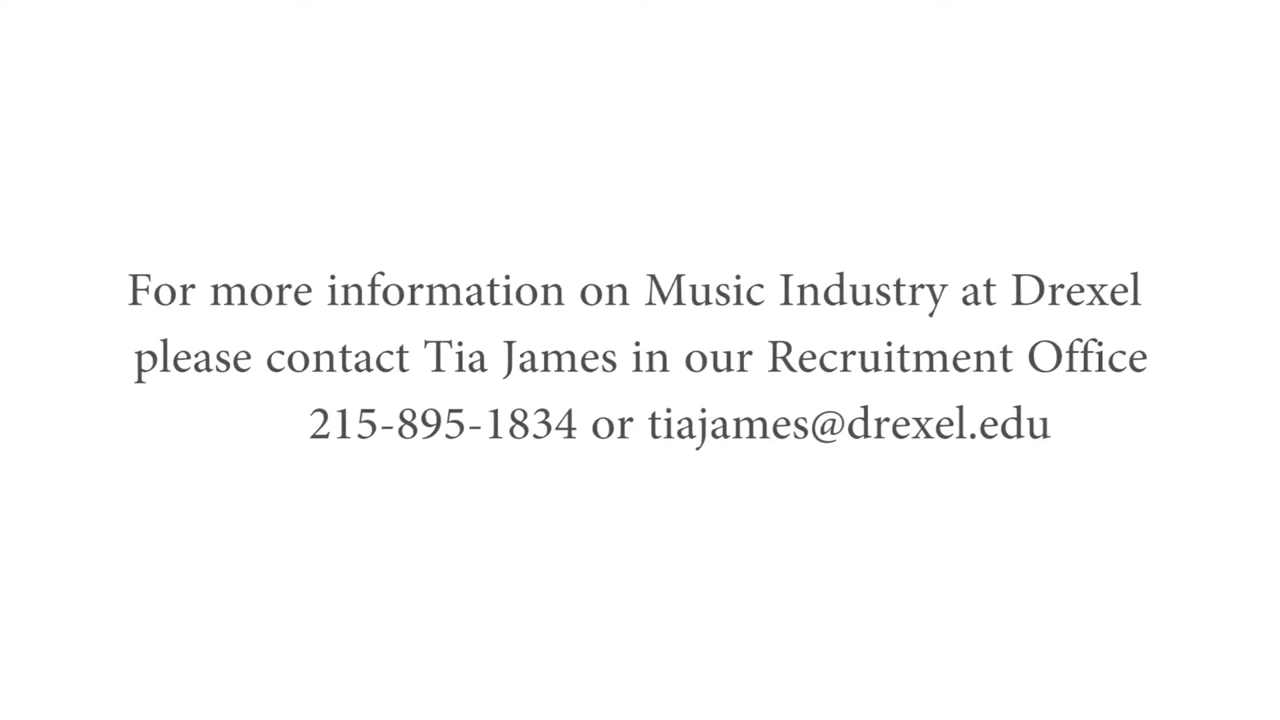 For more information on Music Industry at Drexel
please contact Tia James in our Recruitment Office
215-895-1834 or tiajames@drexel.edu